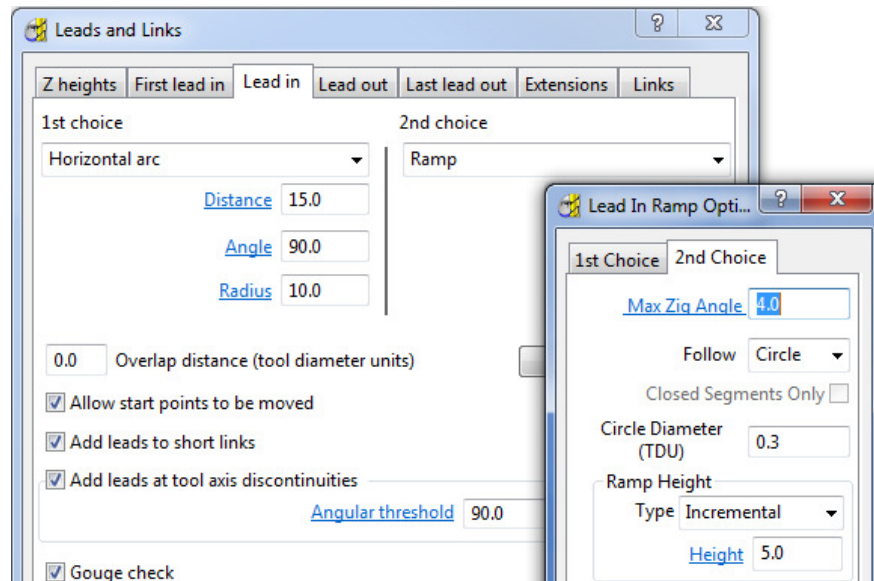 Leads and Links
Z heights First lead in Lead in Lead out Last lead out Extensions Links
1st choice 2nd choice
Horizontal arc Ramp
Distance 15.0
Angle 90.0
Radius 10.0
0.0 Overlap distance (tool diameter units)
Allow start points to be moved
Add leads to short links
Add leads at tool axis discontinuities
Angular threshold 90.0
Gouge check
Lead In Ramp Opti...
1st Choice 2nd Choice
Max Zig Angle 4.0
Follow Circle
Closed Segments Only
Circle Diameter
(TDU) 0.3
Ramp Height
Type Incremental
Height 5.0